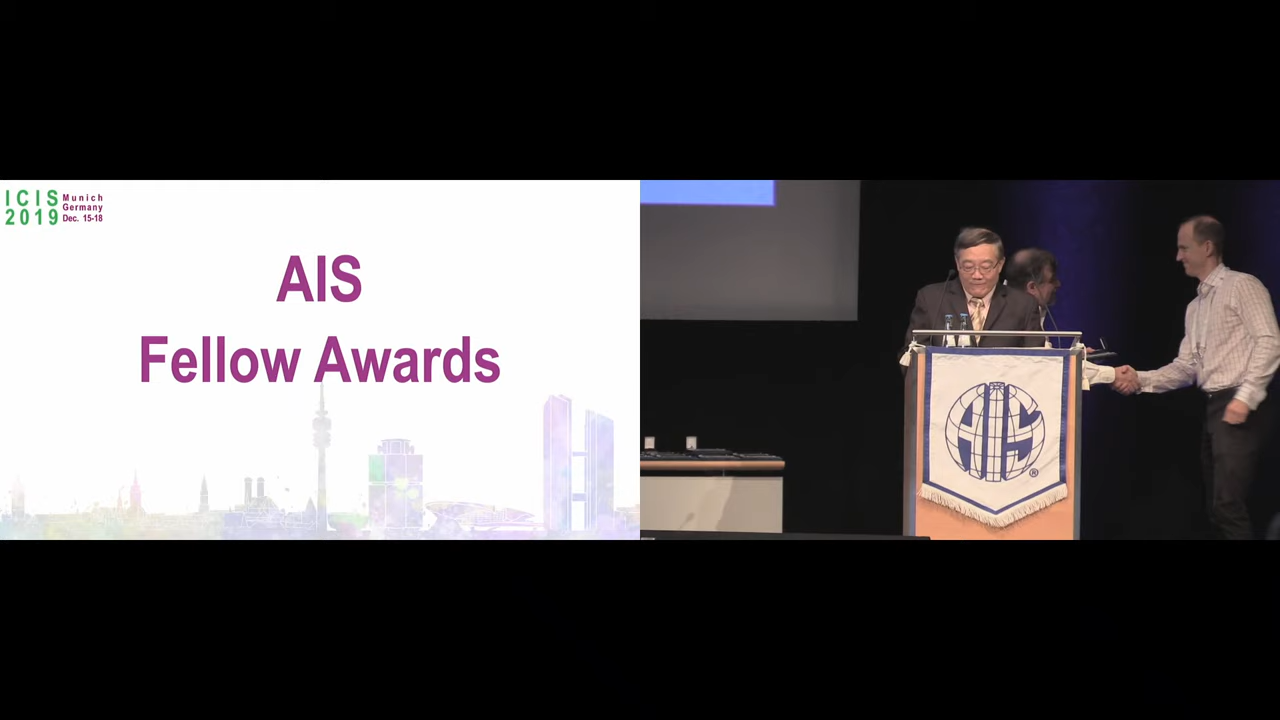 ICIS
2019
Munich
Germany
Dec. 15-18
AIS
Fellow Awards
AIS
®